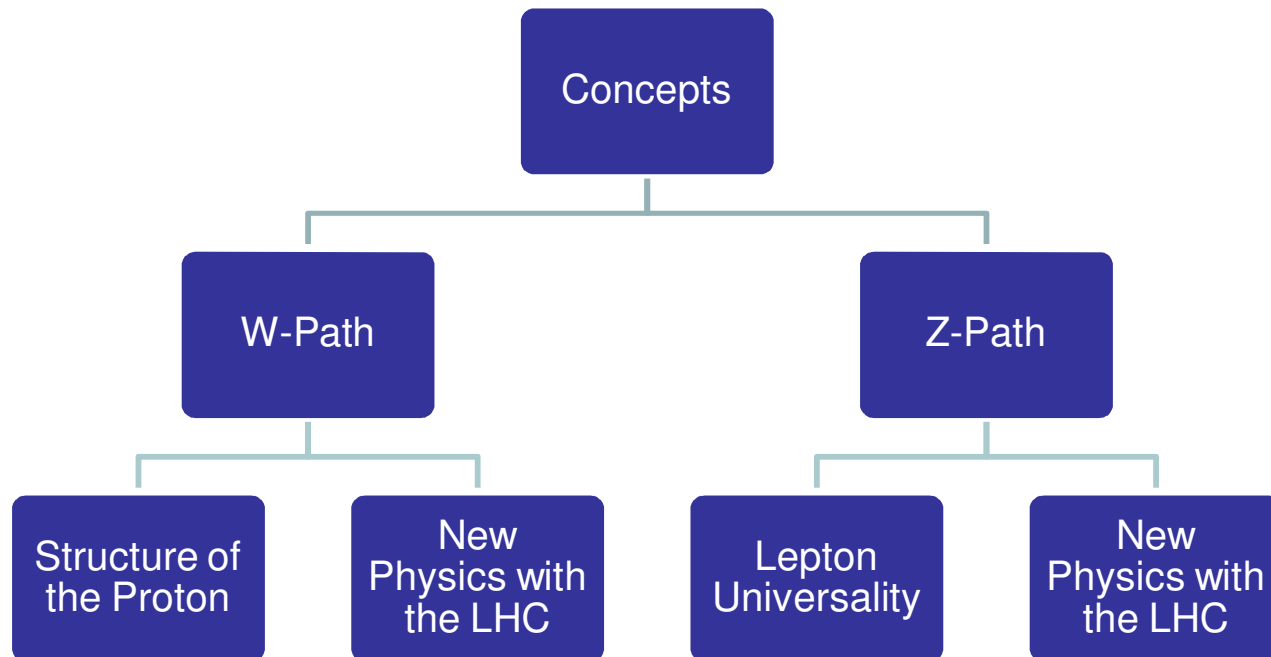 Concepts
W-Path
Z-Path
Structure of
the Proton
New
Physics with
the LHC
Lepton
Universality
New
Physics with
the LHC